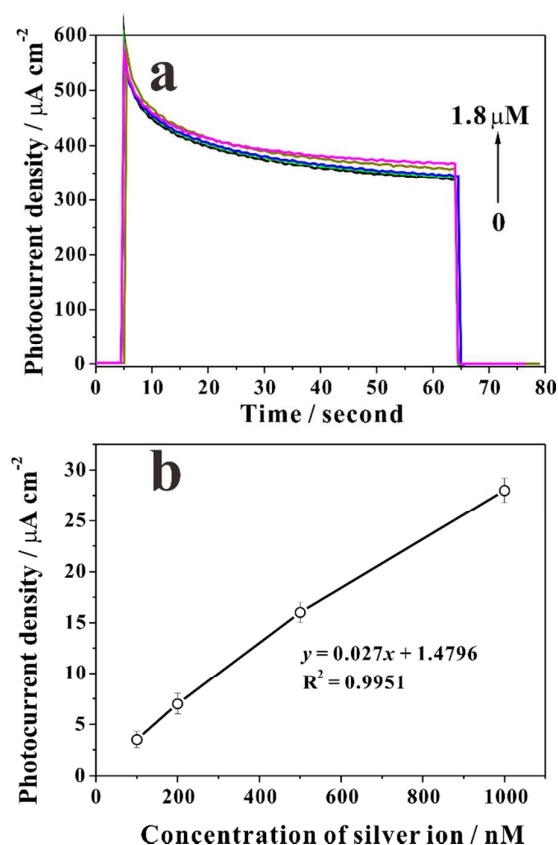 a
Photocurrent density / μA cm⁻²
600
500
400
300
200
100
0
1.8 μM
0
0 10 20 30 40 50 60 70 80
Time / second
b
Photocurrent density / μA cm⁻²
30
25
20
15
10
5
0
y = 0.027x + 1.4796
R² = 0.9951
0 200 400 600 800 1000
Concentration of silver ion / nM